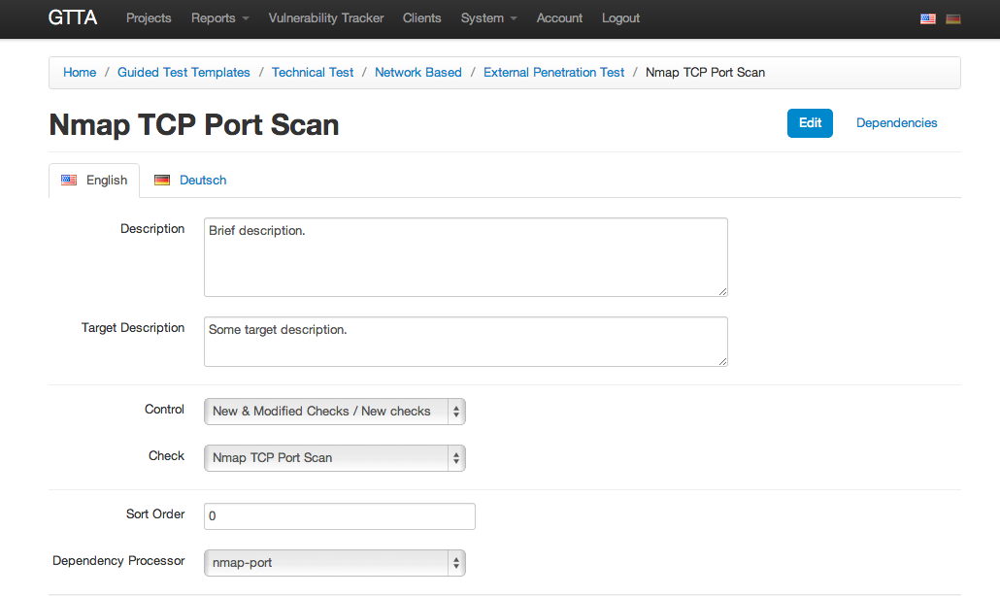 GTTA Projects Reports Vulnerability Tracker Clients System Account Logout
Home / Guided Test Templates / Technical Test / Network Based / External Penetration Test / Nmap TCP Port Scan
Nmap TCP Port Scan Edit Dependencies
English Deutsch
Description Brief description.
Target Description Some target description.
Control New & Modified Checks / New checks
Check Nmap TCP Port Scan
Sort Order 0
Dependency Processor nmap-port